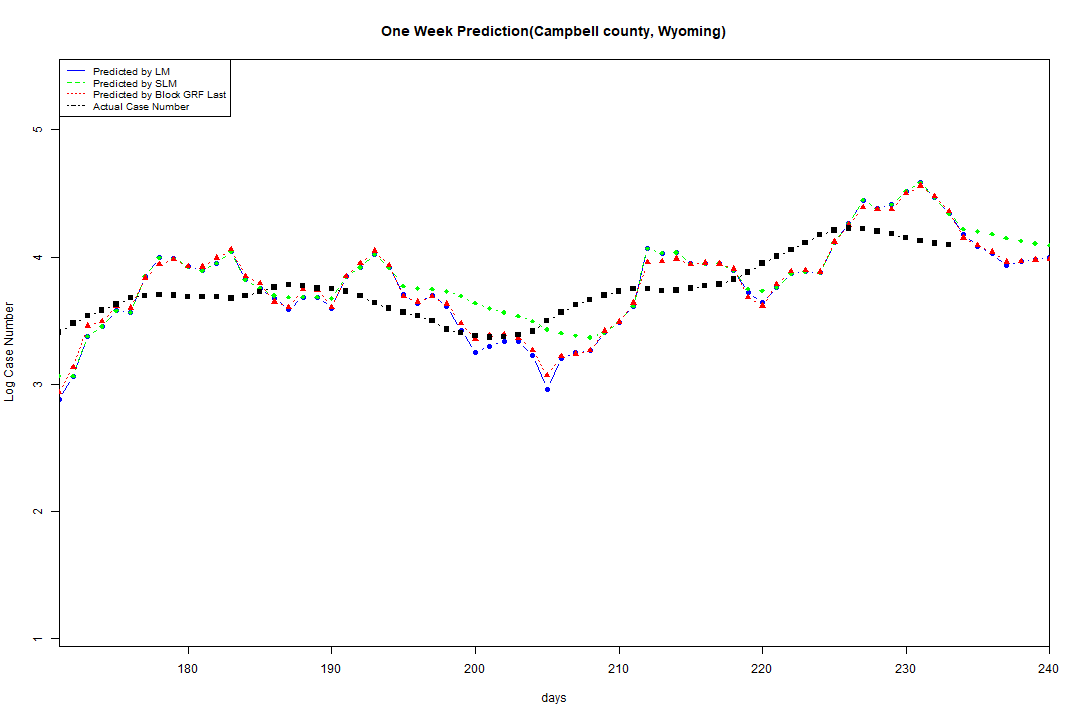 One Week Prediction(Campbell county, Wyoming)
Predicted by LM
Predicted by SLM
Predicted by Block GRF Last
Actual Case Number
5
4
3
2
1
Log Case Number
180 190 200 210 220 230 240
days